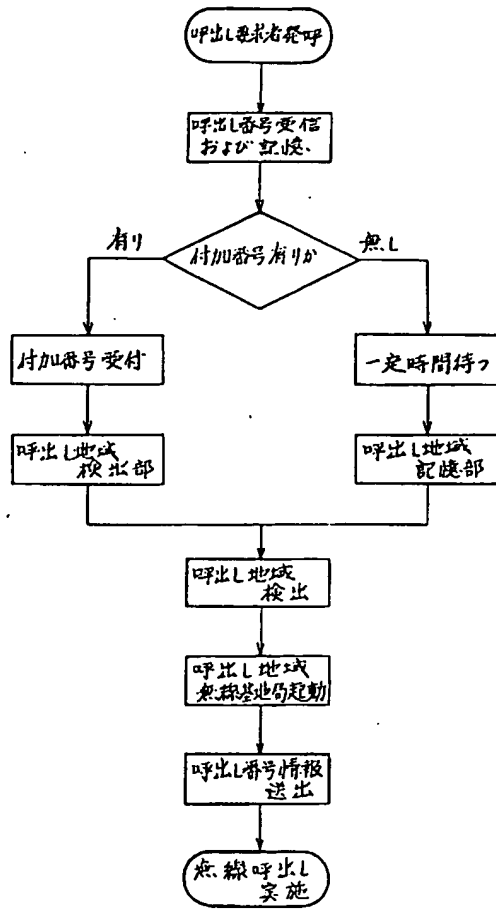 呼出し要求者発呼
呼出し番号受信
および記憶、
付加番号有りか
有り
無し
付加番号受付
一定時間待つ
呼出し地域
検出部
呼出し地域
記憶部
呼出し地域
検出
呼出し地域
無線基地局起動
呼出し番号情報
送出
無線呼出し
実施